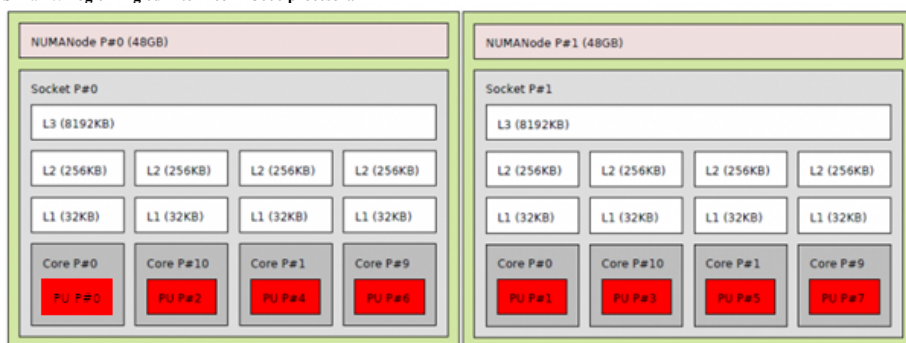 NUMANode P#0 (48GB)
Socket P#0
L3 (8192KB)
L2 (256KB) L2 (256KB) L2 (256KB) L2 (256KB)
L1 (32KB) L1 (32KB) L1 (32KB) L1 (32KB)
Core P#0 Core P#10 Core P#1 Core P#9
PU P#0 PU P#2 PU P#4 PU P#6
NUMANode P#1 (48GB)
Socket P#1
L3 (8192KB)
L2 (256KB) L2 (256KB) L2 (256KB) L2 (256KB)
L1 (32KB) L1 (32KB) L1 (32KB) L1 (32KB)
Core P#0 Core P#10 Core P#1 Core P#9
PU P#1 PU P#3 PU P#5 PU P#7